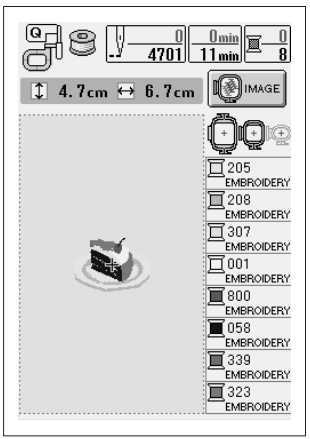 Q
0 0min 0
4701 11min 8
4.7cm 6.7cm
IMAGE
205
EMBROIDERY
208
EMBROIDERY
307
EMBROIDERY
001
EMBROIDERY
800
EMBROIDERY
058
EMBROIDERY
339
EMBROIDERY
323
EMBROIDERY